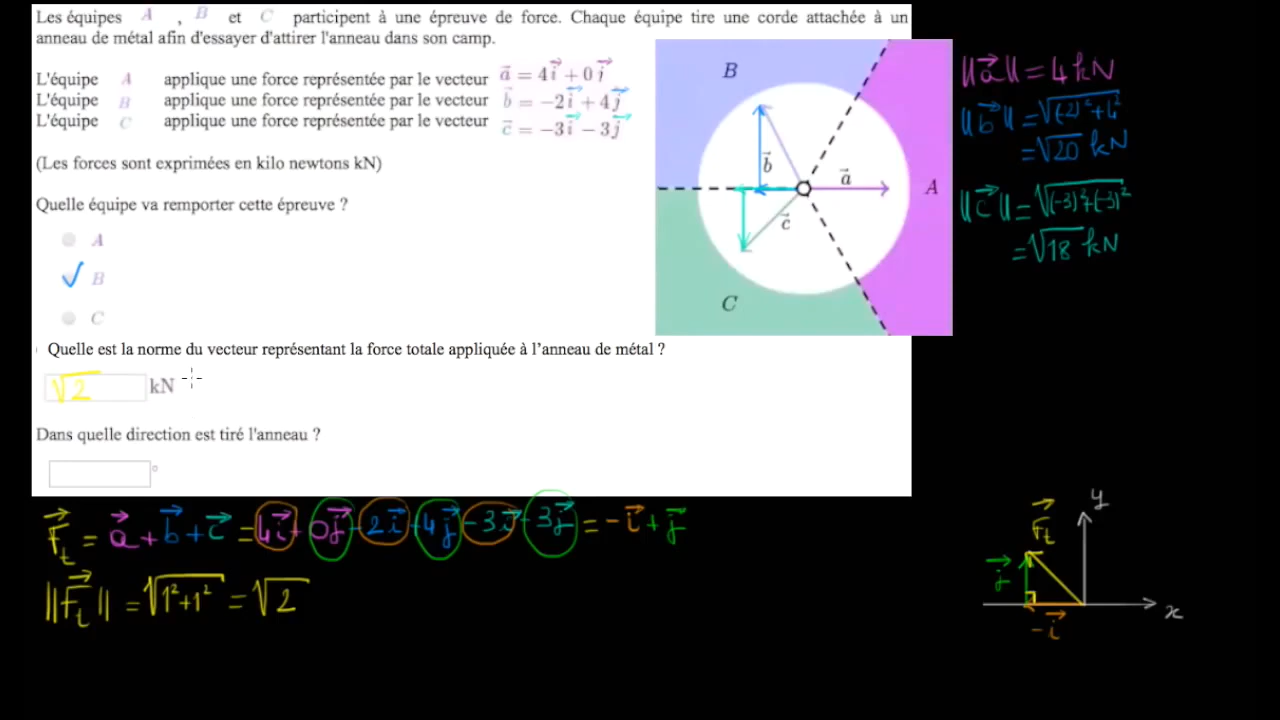 Les équipes A , B et C participent à une épreuve de force. Chaque équipe tire une corde attachée à un
anneau de métal afin d'essayer d'attirer l'anneau dans son camp.
L'équipe A applique une force représentée par le vecteur a⃗ = 4i⃗ + 0j⃗
L'équipe B applique une force représentée par le vecteur b⃗ = −2i⃗ + 4j⃗
L'équipe C applique une force représentée par le vecteur c⃗ = −3i⃗ − 3j⃗
(Les forces sont exprimées en kilo newtons kN)
Quelle équipe va remporter cette épreuve ?
A
B
C
Quelle est la norme du vecteur représentant la force totale appliquée à l'anneau de métal ?
√2 kN
Dans quelle direction est tiré l'anneau ?
°
B
b⃗
a⃗
A
c⃗
C
||a⃗|| = 4 kN
||b⃗|| = √(-2)² + 4²
= √20 kN
||c⃗|| = √(-3)² + (-3)²
= √18 kN
F⃗t = a⃗ + b⃗ + c⃗ = 4i⃗ + 0j⃗ − 2i⃗ + 4j⃗ − 3i⃗ − 3j⃗ = −i⃗ + j⃗
||F⃗t|| = √1² + 1² = √2
y
F⃗t
j⃗
x
−i⃗